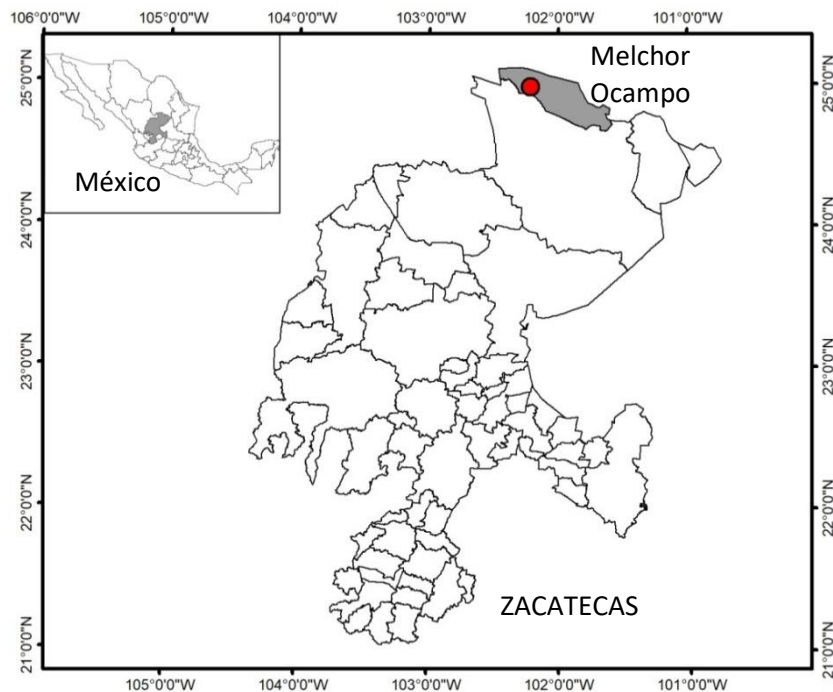 106°0'0"W 105°0'0"W 104°0'0"W 103°0'0"W 102°0'0"W 101°0'0"W
Melchor
Ocampo
México
25°0'0"N 25°0'0"N
24°0'0"N 24°0'0"N
23°0'0"N 23°0'0"N
22°0'0"N 22°0'0"N
ZACATECAS
21°0'0"N 21°0'0"N
105°0'0"W 104°0'0"W 103°0'0"W 102°0'0"W 101°0'0"W